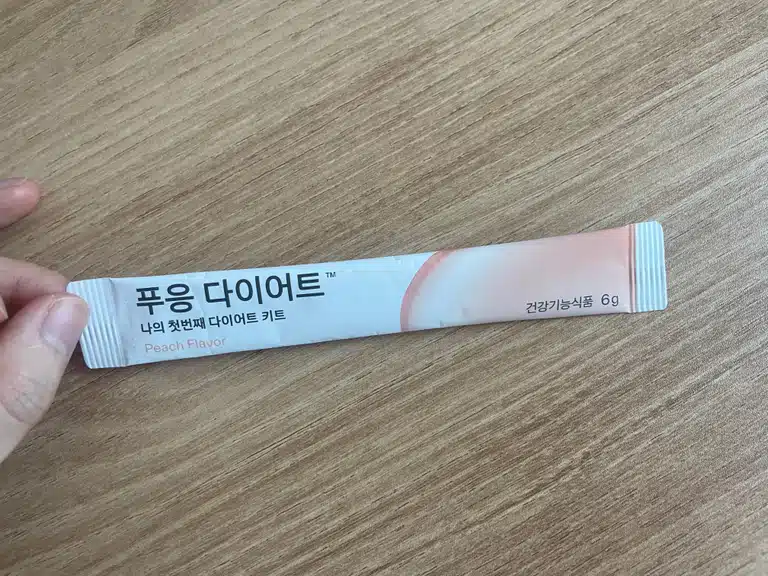 푸응 다이어트™
나의 첫번째 다이어트 키트
Peach Flavor
건강기능식품 6g